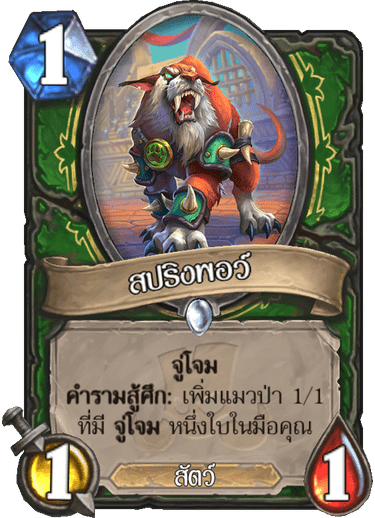 1
สปริงพอว์
จู่โจม
คำรามสู้ศึก: เพิ่มแมวป่า 1/1
ที่มี จู่โจม หนึ่งใบในมือคุณ
สัตว์
1
1